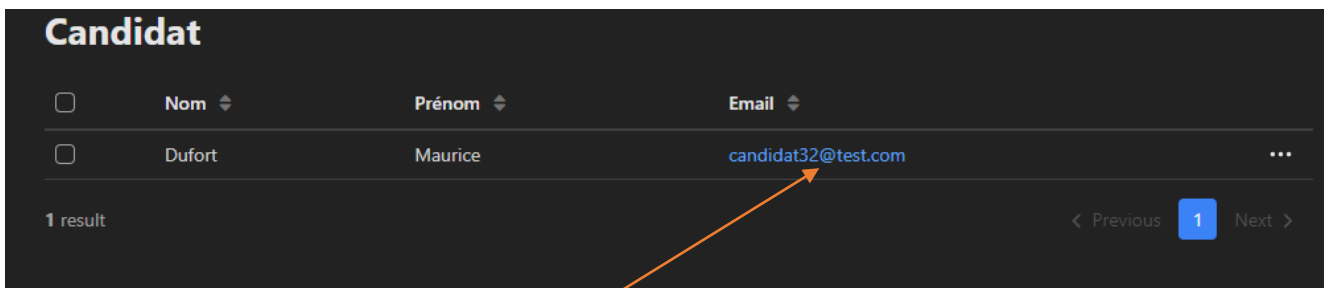 Candidat
Nom Prénom Email
Dufort Maurice candidat32@test.com ...
1 result < Previous 1 Next >